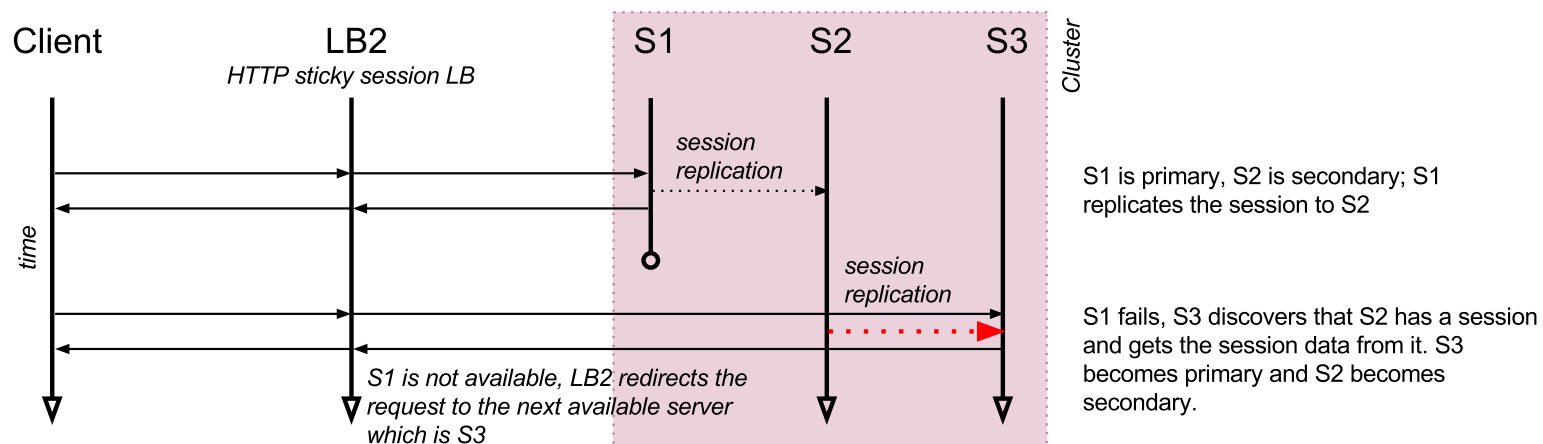 Client
LB2
S1
S2
S3
Cluster
HTTP sticky session LB
session
replication
S1 is primary, S2 is secondary; S1
replicates the session to S2
time
session
replication
S1 fails, S3 discovers that S2 has a session
and gets the session data from it. S3
becomes primary and S2 becomes
secondary.
S1 is not available, LB2 redirects the
request to the next available server
which is S3